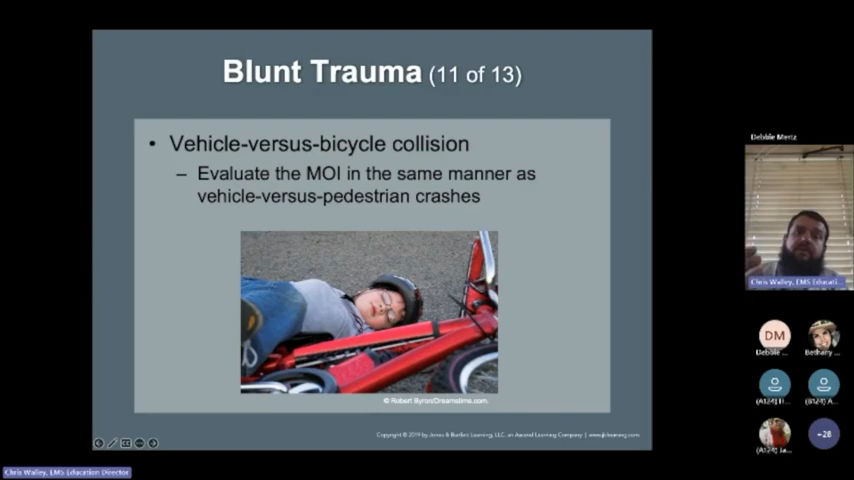 Blunt Trauma (11 of 13)
• Vehicle-versus-bicycle collision
– Evaluate the MOI in the same manner as
vehicle-versus-pedestrian crashes
© Robert Byron/Dreamstime.com.
Copyright © 2019 by Jones & Bartlett Learning, LLC, an Ascend Learning Company | www.jblearning.com
Debbie Mertz
Chris Walley, EMS Educati...
DM
Debbie ...
Bethany ...
+28
Chris Walley, EMS Education Director